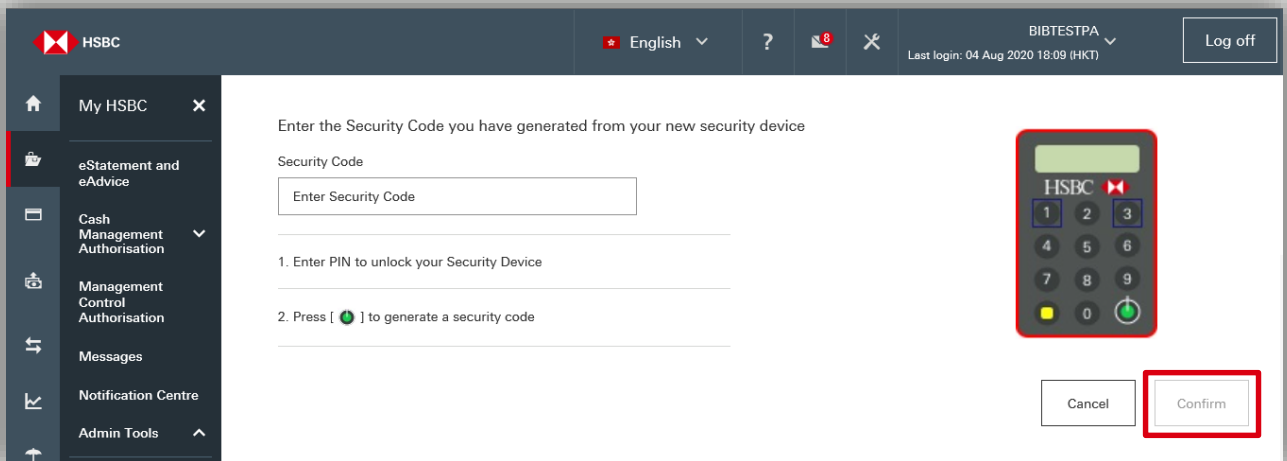 HSBC
English
?
8
BIBTESTPA
Last login: 04 Aug 2020 18:09 (HKT)
Log off
My HSBC
eStatement and
eAdvice
Cash
Management
Authorisation
Management
Control
Authorisation
Messages
Notification Centre
Admin Tools
Enter the Security Code you have generated from your new security device
Security Code
Enter Security Code
1. Enter PIN to unlock your Security Device
2. Press [ ] to generate a security code
HSBC
1 2 3
4 5 6
7 8 9
0
Cancel
Confirm